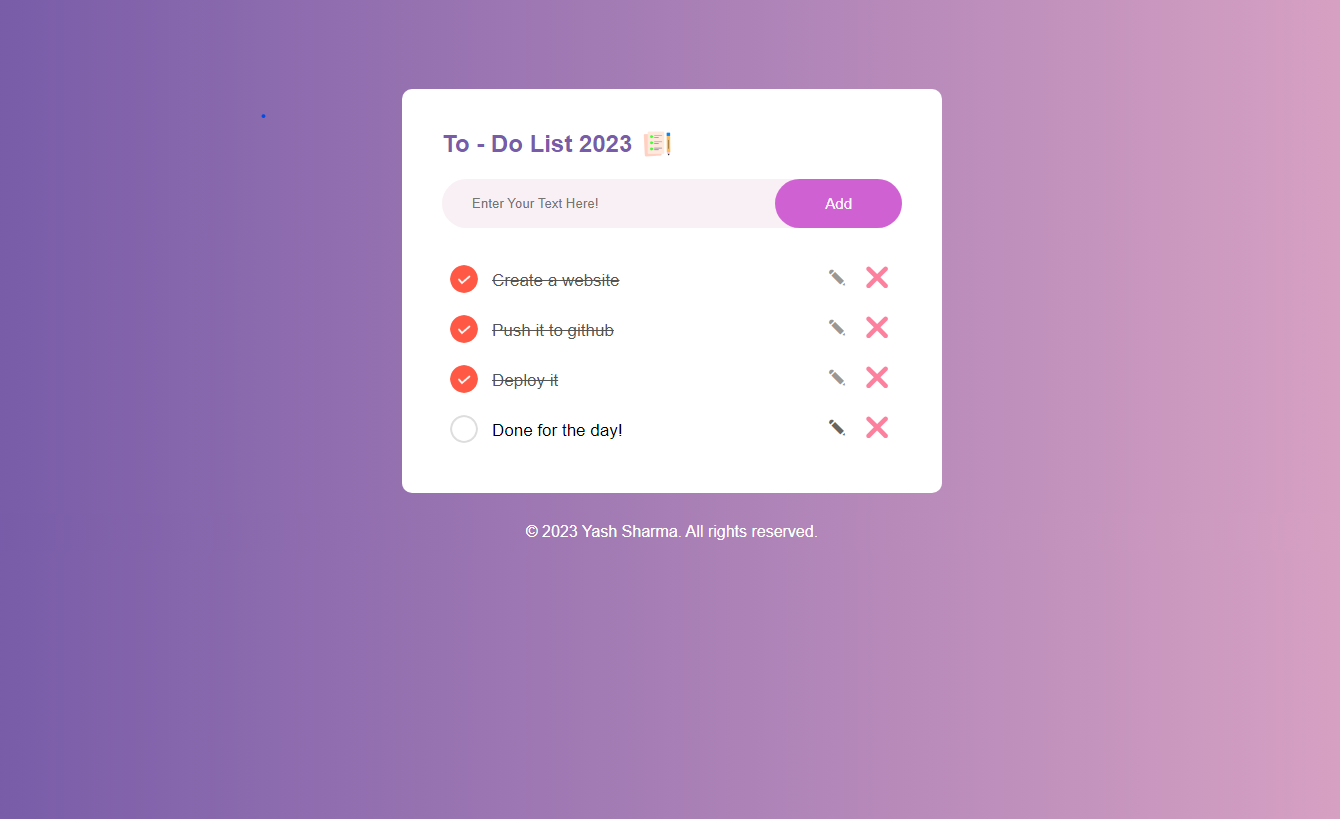 To - Do List 2023
Enter Your Text Here!
Add
Create a website
Push it to github
Deploy it
Done for the day!
© 2023 Yash Sharma. All rights reserved.